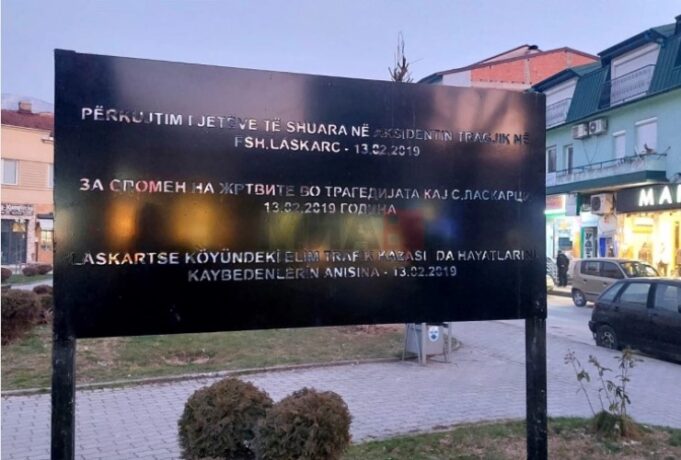 PËRKUJTIM I JETËVE TË SHUARA NË AKSIDENTIN TRAGJIK NË
FSH.LASKARC - 13.02.2019
ЗА СПОМЕН НА ЖРТВИТЕ ВО ТРАГЕДИЈАТА КАЈ С.ЛАСКАРЦИ
13.02.2019 ГОДИНА
LASKARTSE KÖYÜNDEKİ ELİM TRAFİK KAZASI DA HAYATLARINI
KAYBEDENLERİN ANISINA - 13.02.2019